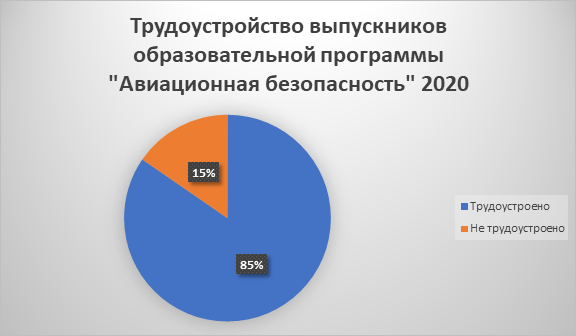 Трудоустройство выпускников
образовательной программы
"Авиационная безопасность" 2020
15%
85%
Трудоустроено
Не трудоустроено